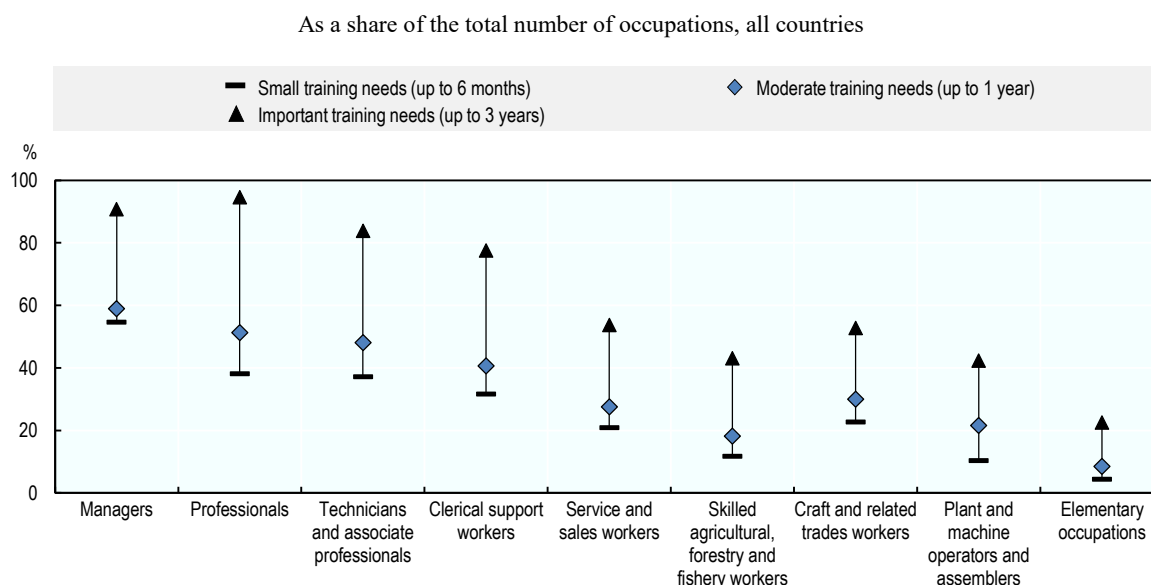 As a share of the total number of occupations, all countries
Small training needs (up to 6 months)
Moderate training needs (up to 1 year)
Important training needs (up to 3 years)
%
100
80
60
40
20
0
Managers
Professionals
Technicians
and associate
professionals
Clerical support
workers
Service and
sales workers
Skilled
agricultural,
forestry and
fishery workers
Craft and related
trades workers
Plant and
machine
operators and
assemblers
Elementary
occupations